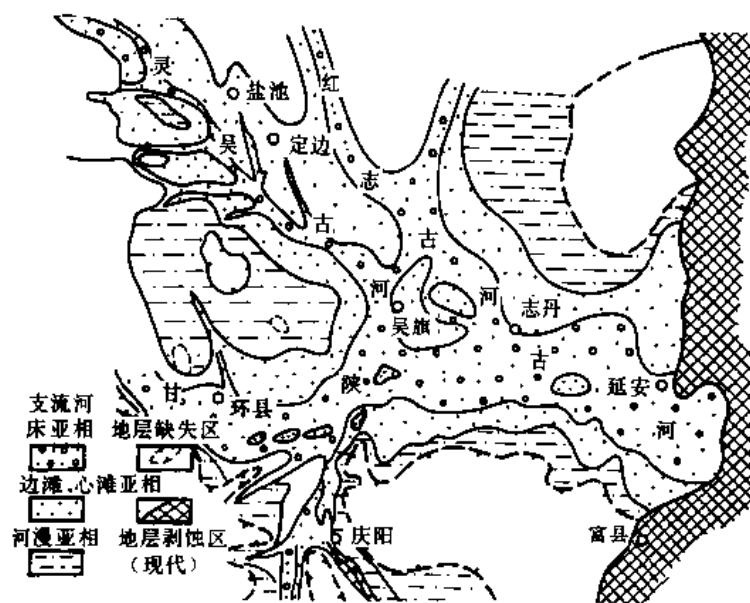 灵
盐池
红
吴
定边
志
古
古
河
河
志丹
吴旗
古
陕
延安
甘
环县
河
支流河
床亚相 地层缺失区
边滩、心滩亚相
河漫亚相 地层剥蚀区
(现代)
庆阳
富县